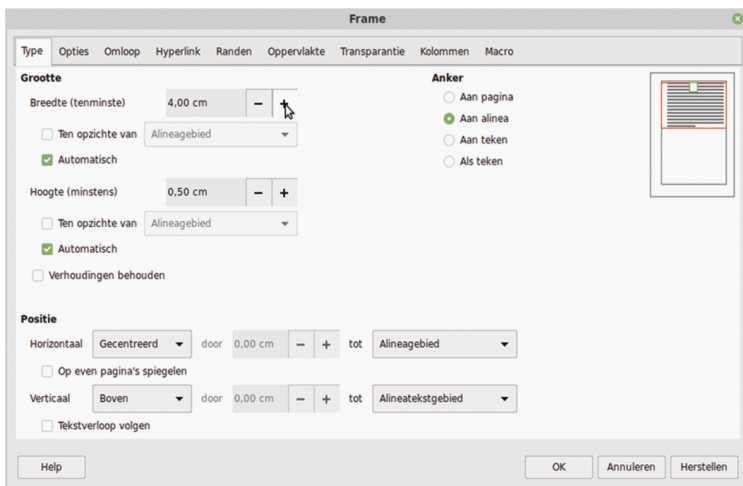 Frame
Type Opties Omloop Hyperlink Randen Oppervlakte Transparantie Kolommen Macro
Grootte
Breedte (tenminste) 4,00 cm − +
Ten opzichte van Alineagebied
Automatisch
Hoogte (minstens) 0,50 cm − +
Ten opzichte van Alineagebied
Automatisch
Verhoudingen behouden
Anker
Aan pagina
Aan alinea
Aan teken
Als teken
Positie
Horizontaal Gecentreerd door 0,00 cm − + tot Alineagebied
Op even pagina's spiegelen
Verticaal Boven door 0,00 cm − + tot Alineatekstgebied
Tekstverloop volgen
Help OK Annuleren Herstellen